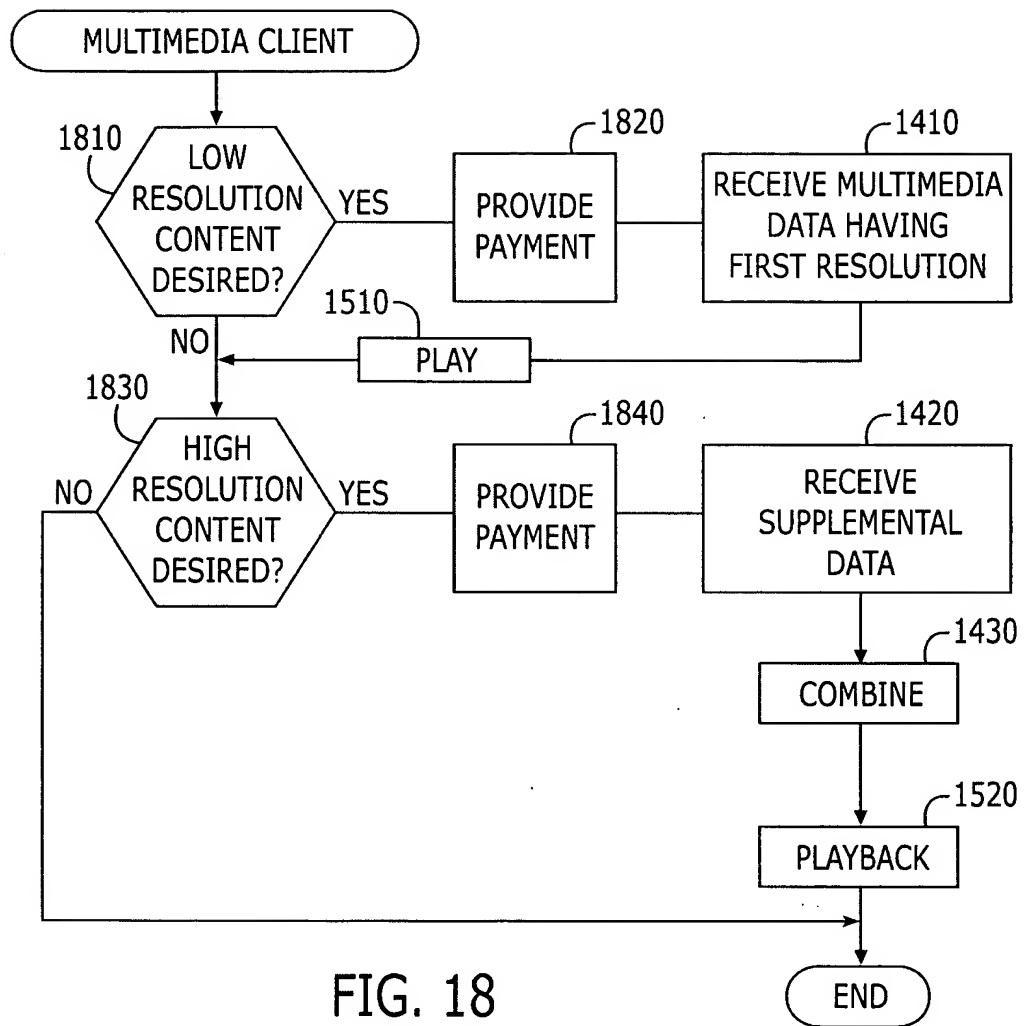 MULTIMEDIA CLIENT
1810
LOW
RESOLUTION
CONTENT
DESIRED?
YES
1820
PROVIDE
PAYMENT
1410
RECEIVE MULTIMEDIA
DATA HAVING
FIRST RESOLUTION
NO
1510
PLAY
1830
HIGH
RESOLUTION
CONTENT
DESIRED?
NO
YES
1840
PROVIDE
PAYMENT
1420
RECEIVE
SUPPLEMENTAL
DATA
1430
COMBINE
1520
PLAYBACK
END
FIG. 18